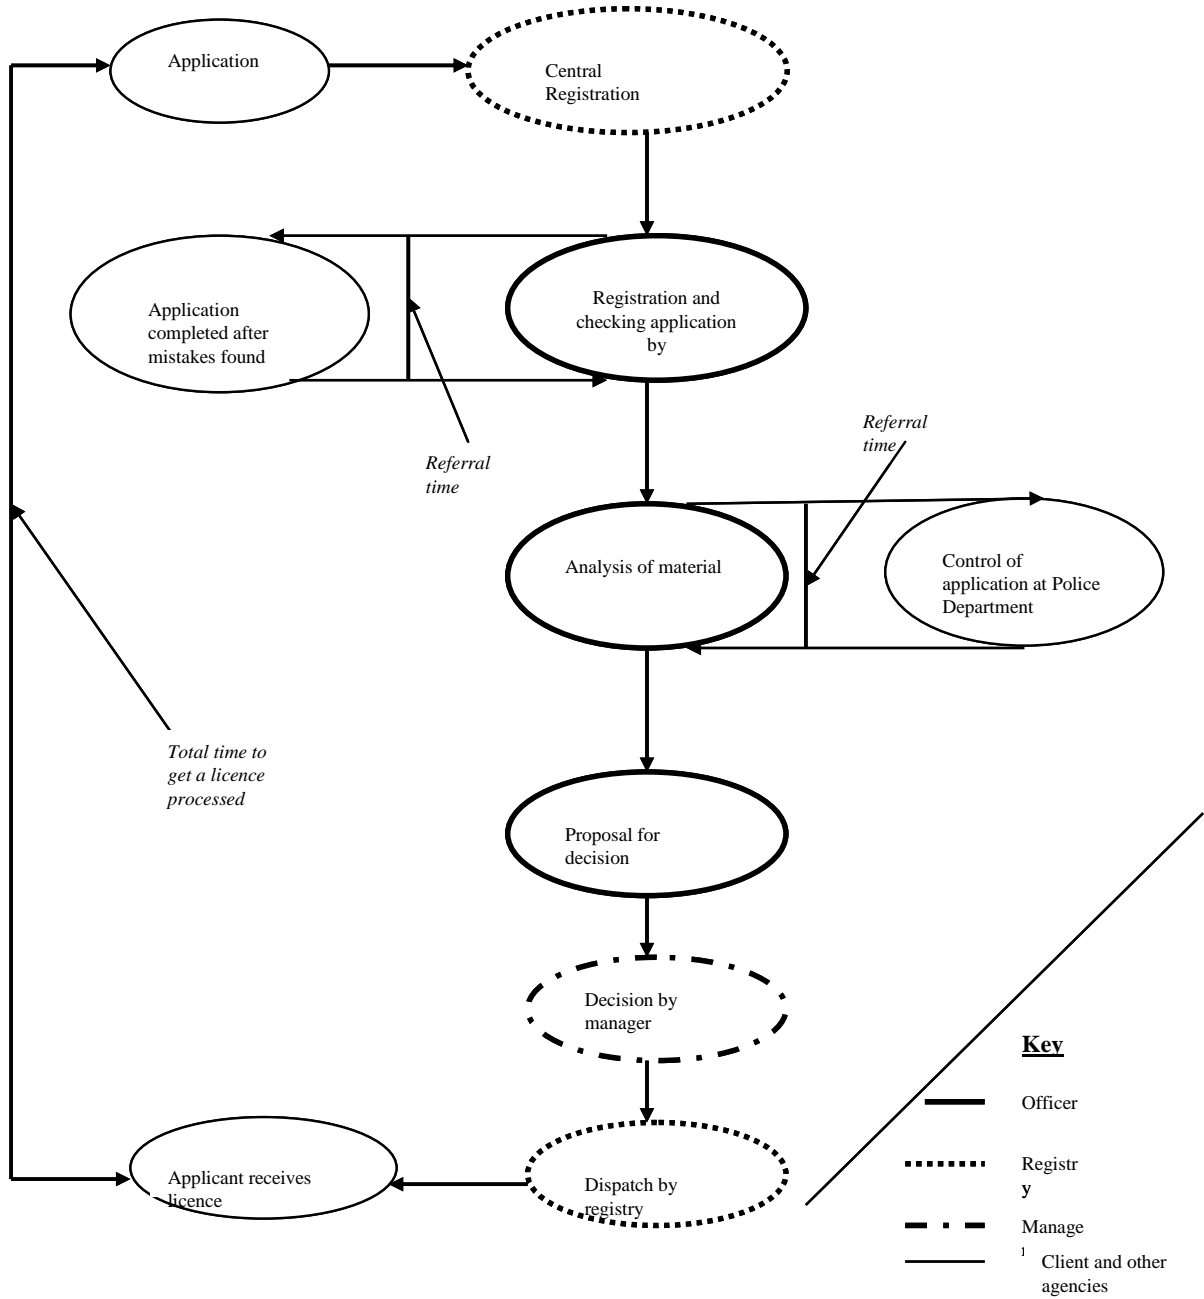 Application
Central
Registration
Registration and
checking application
by
Application
completed after
mistakes found
Referral
time
Referral
time
Analysis of material
Control of
application at Police
Department
Total time to
get a licence
processed
Proposal for
decision
Decision by
manager
Key
Officer
Applicant receives
licence
Dispatch by
registry
Registr
y
Manage
Client and other
agencies